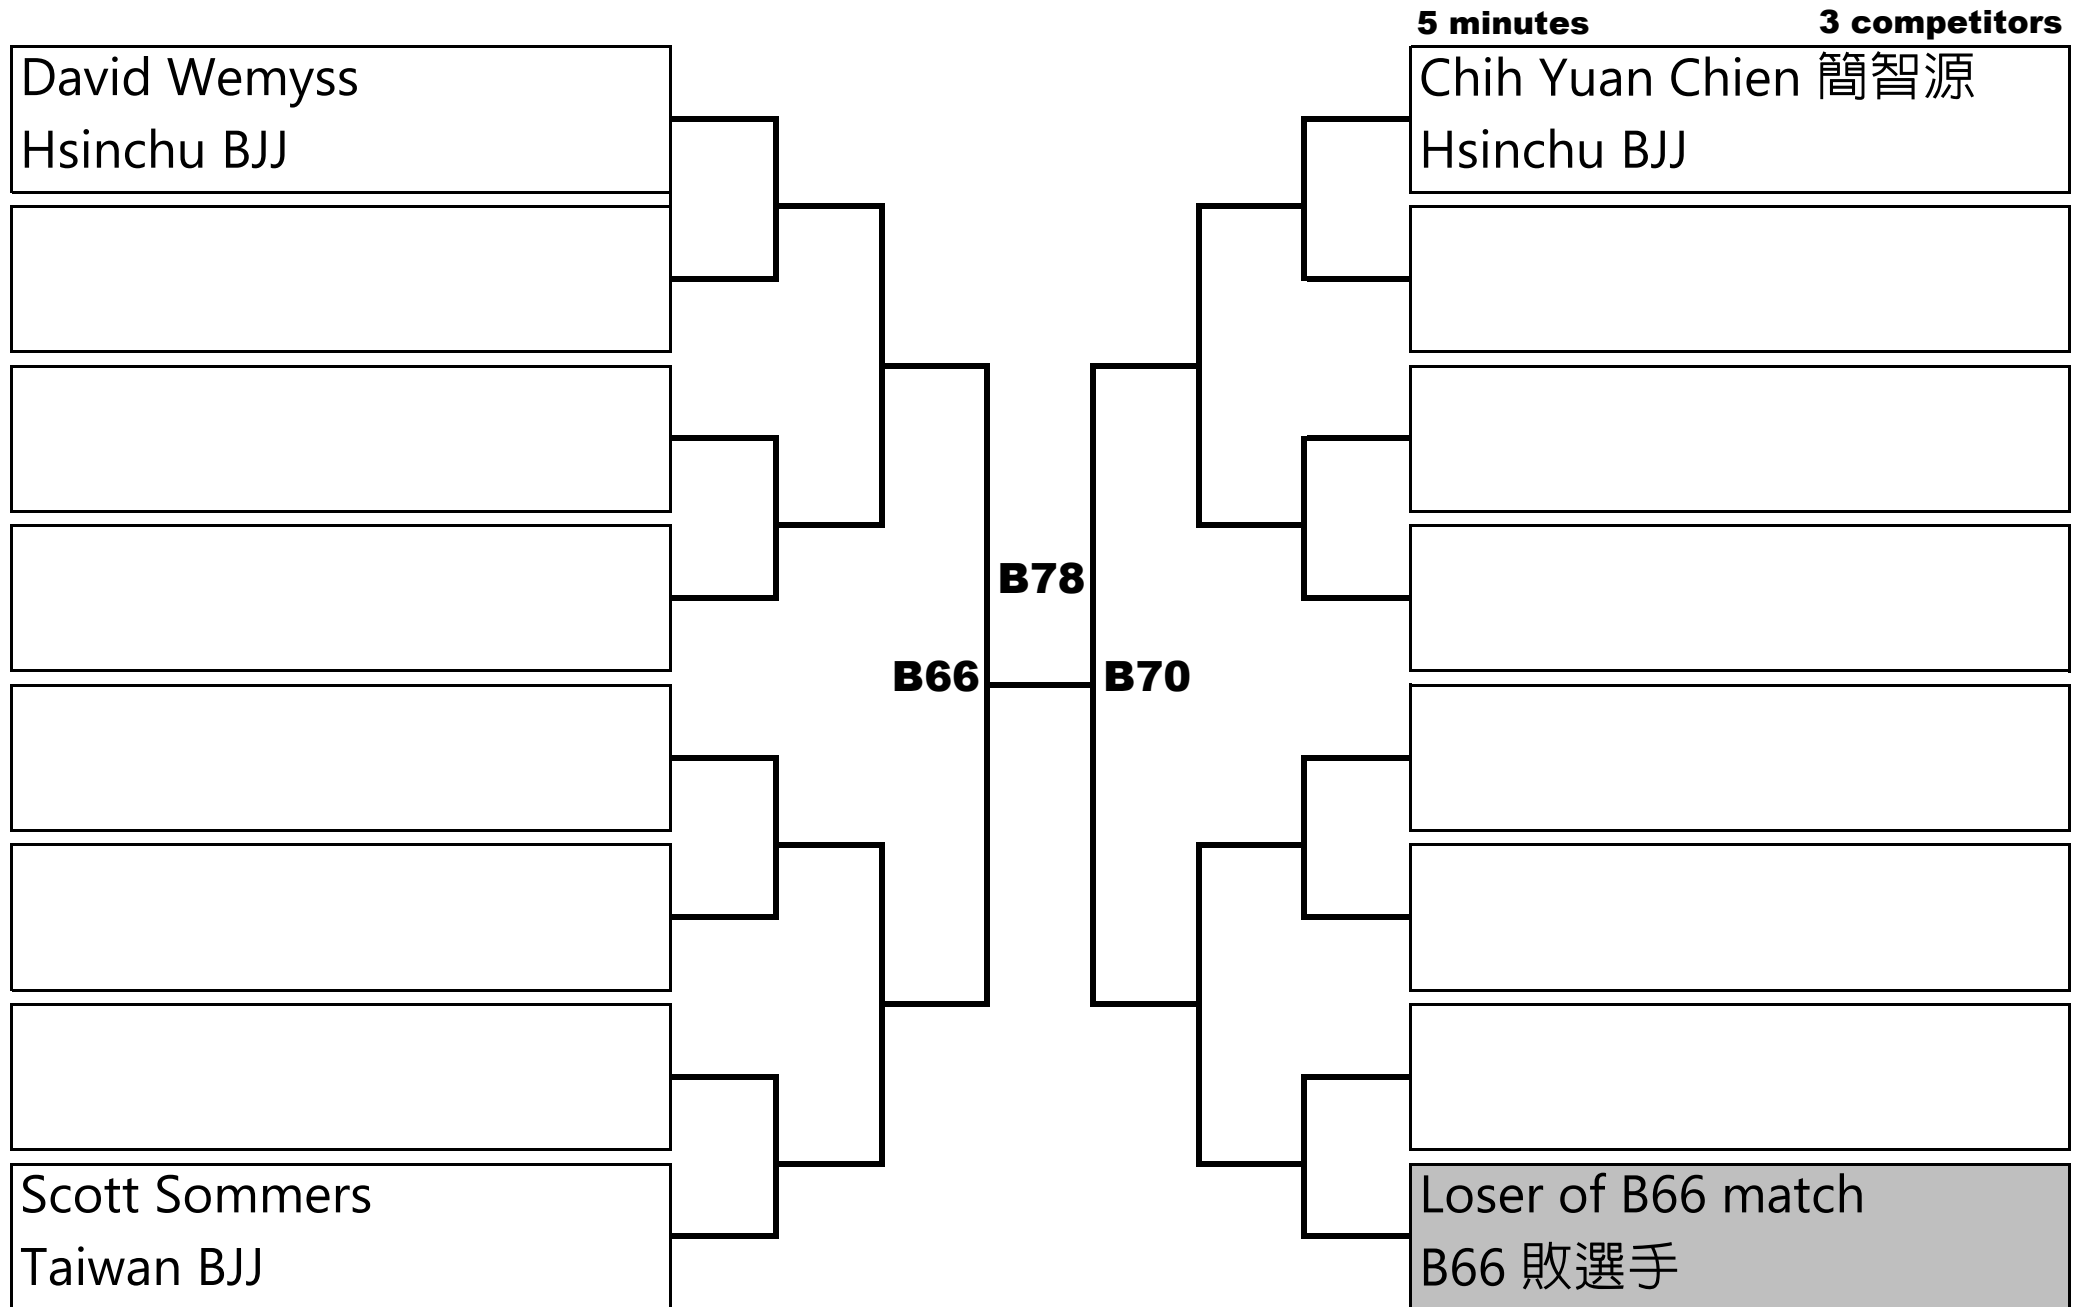 5 minutes 3 competitors
David Wemyss
Hsinchu BJJ
Chih Yuan Chien 簡智源
Hsinchu BJJ
B78
B66
B70
Scott Sommers
Taiwan BJJ
Loser of B66 match
B66 敗選手